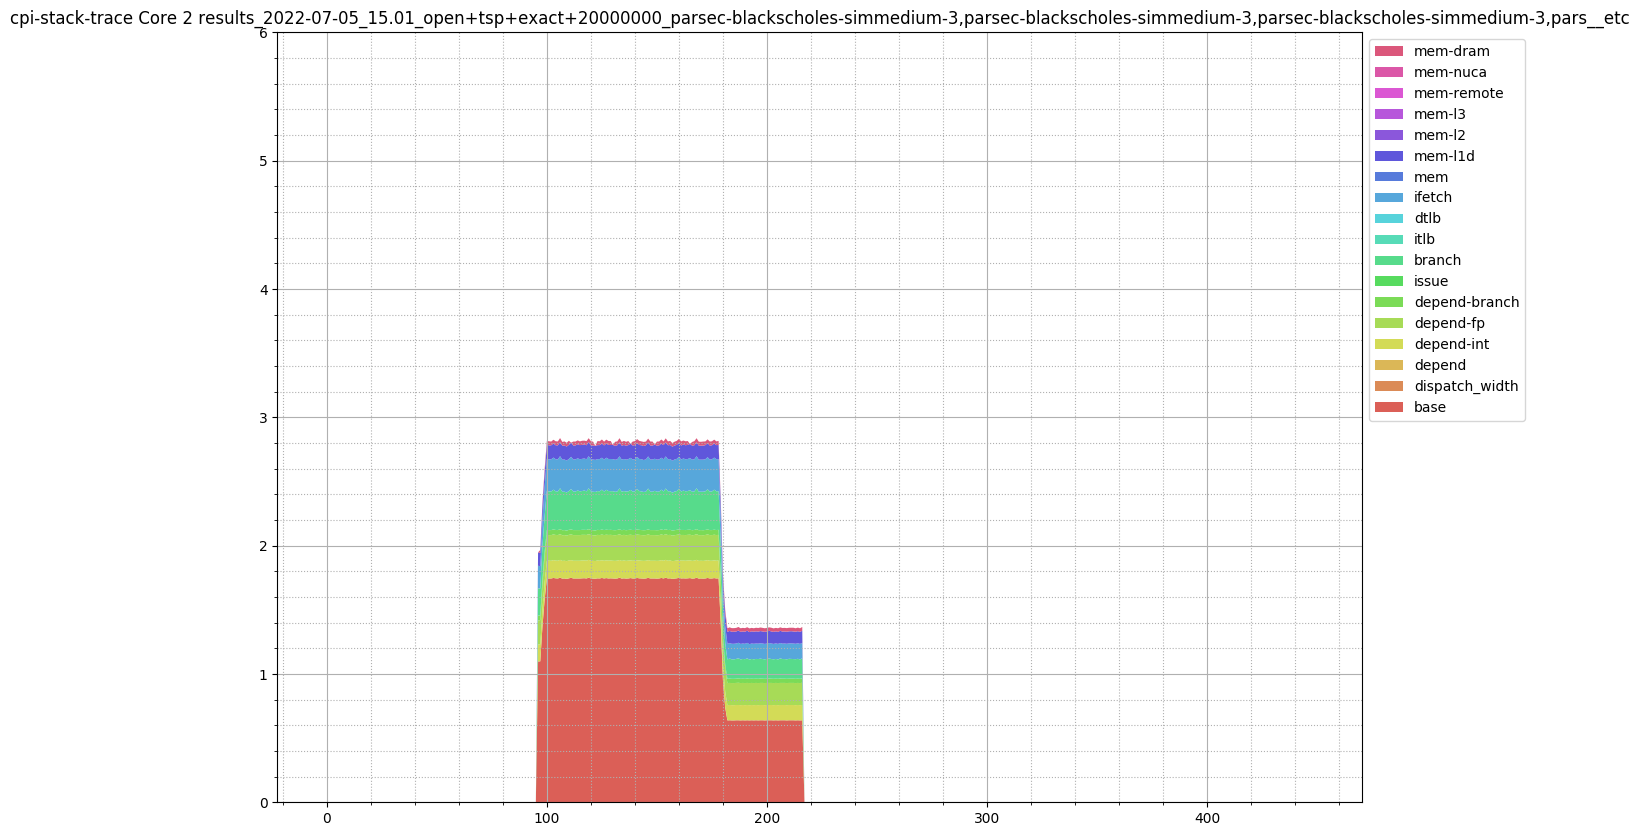 cpi-stack-trace Core 2 results_2022-07-05_15.01_open+tsp+exact+20000000_parsec-blackscholes-simmedium-3,parsec-blackscholes-simmedium-3,parsec-blackscholes-simmedium-3,pars__etc
6
5
4
3
2
1
0
0 100 200 300 400
mem-dram
mem-nuca
mem-remote
mem-l3
mem-l2
mem-l1d
mem
ifetch
dtlb
itlb
branch
issue
depend-branch
depend-fp
depend-int
depend
dispatch_width
base